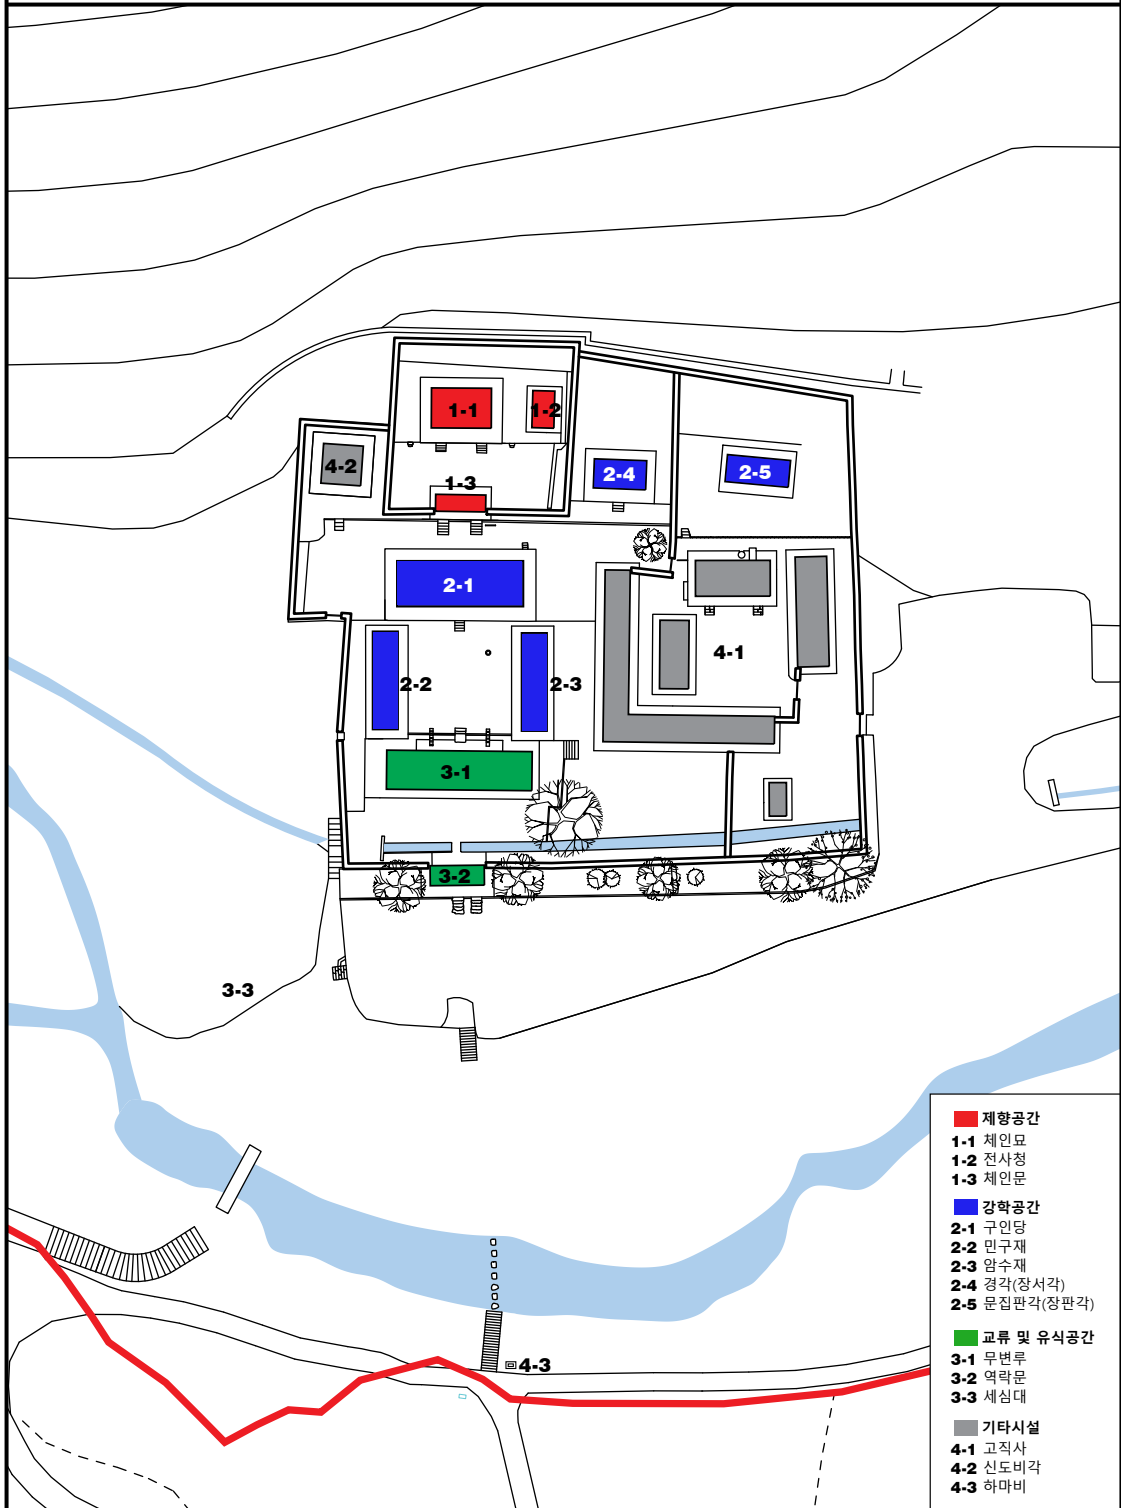 1-1
1-2
4-2
1-3
2-4
2-5
2-1
2-2
2-3
4-1
3-1
3-2
3-3
4-3
제향공간
1-1 체인묘
1-2 전사청
1-3 체인문
강학공간
2-1 구인당
2-2 민구재
2-3 암수재
2-4 경각(장서각)
2-5 문집판각(장판각)
교류 및 유식공간
3-1 무변루
3-2 역락문
3-3 세심대
기타시설
4-1 고직사
4-2 신도비각
4-3 하마비